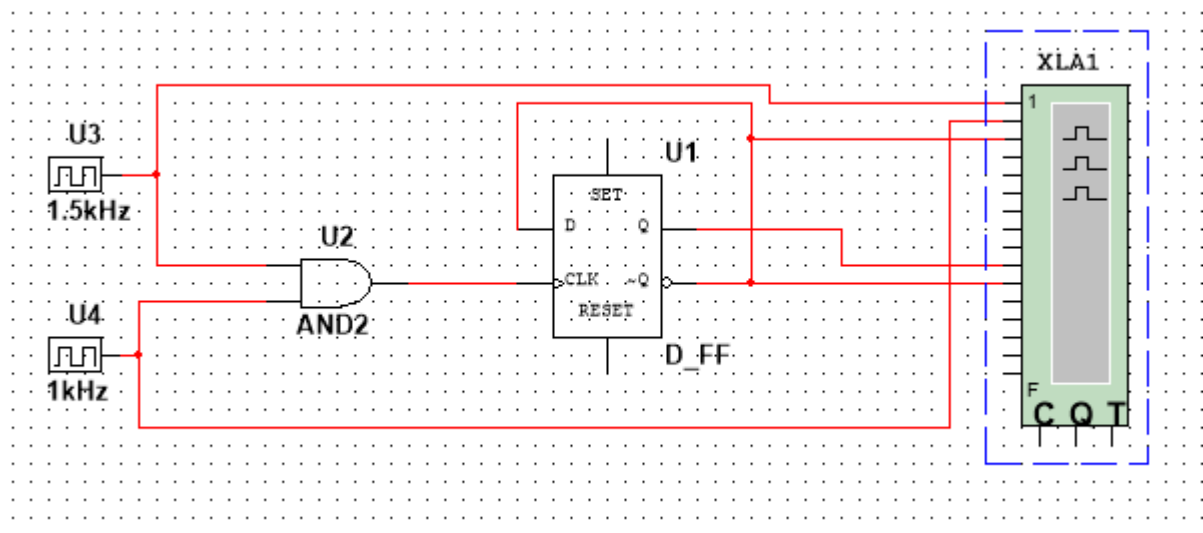 XLA1
1
U3
1.5kHz
U1
SET
D
Q
U2
CLK
~Q
RESET
AND2
U4
1kHz
D_FF
F
C Q T